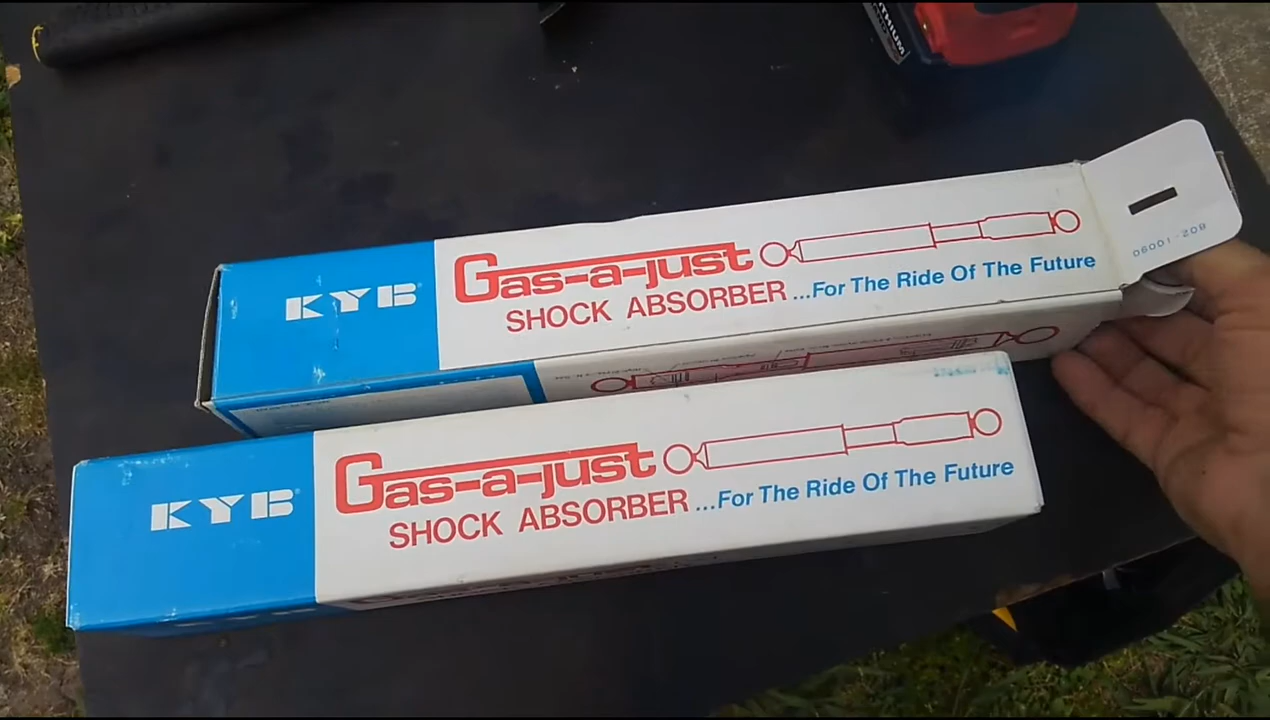 LITHIUM
KYB®
Gas-a-just
SHOCK ABSORBER ...For The Ride Of The Future
06001-209
KYB®
Gas-a-just
SHOCK ABSORBER ...For The Ride Of The Future